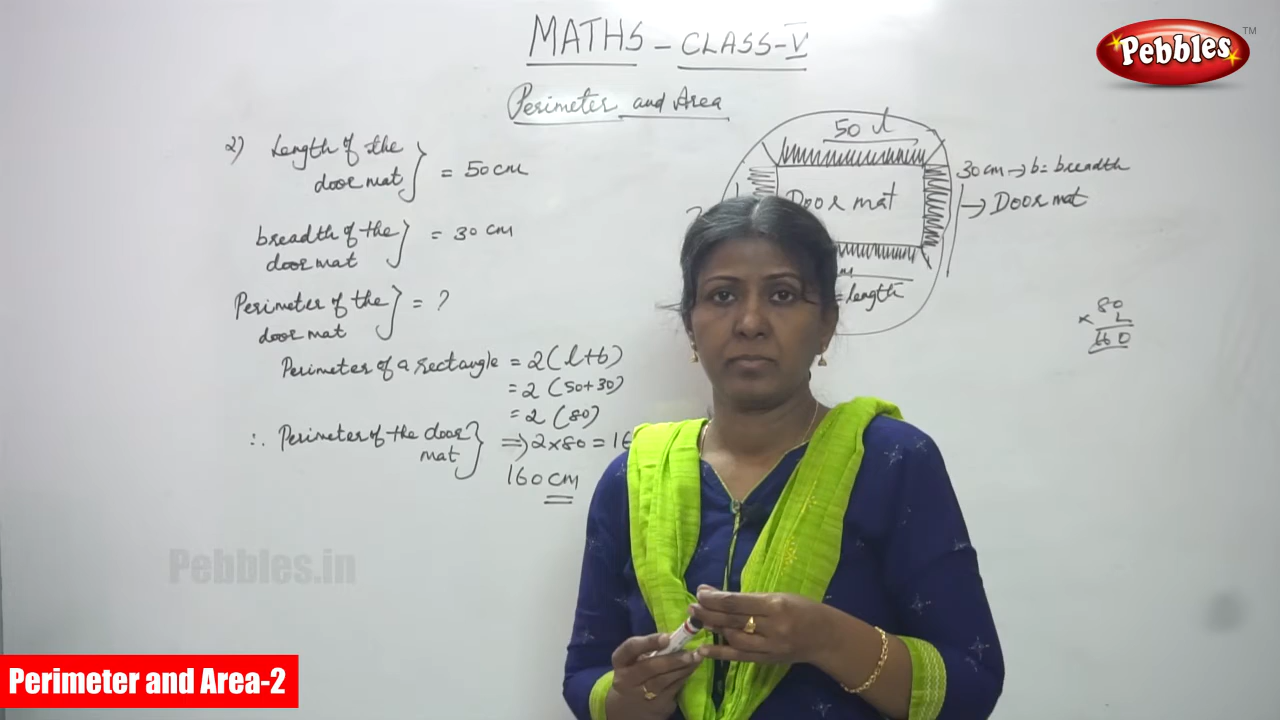 MATHS - CLASS-V
Pebbles TM
Perimeter and Area
2) Length of the
door mat } = 50 cm
breadth of the
door mat } = 30 cm
Perimeter of the
door mat } = ?
Perimeter of a rectangle = 2(l+b)
= 2 (50+30)
= 2 (80)
∴ Perimeter of the door
mat } => 2x80 = 16
160 cm
50 l
30 cm → b = breadth
Door mat → Door mat
= length
80
x 2
160
Pebbles.in
Perimeter and Area-2